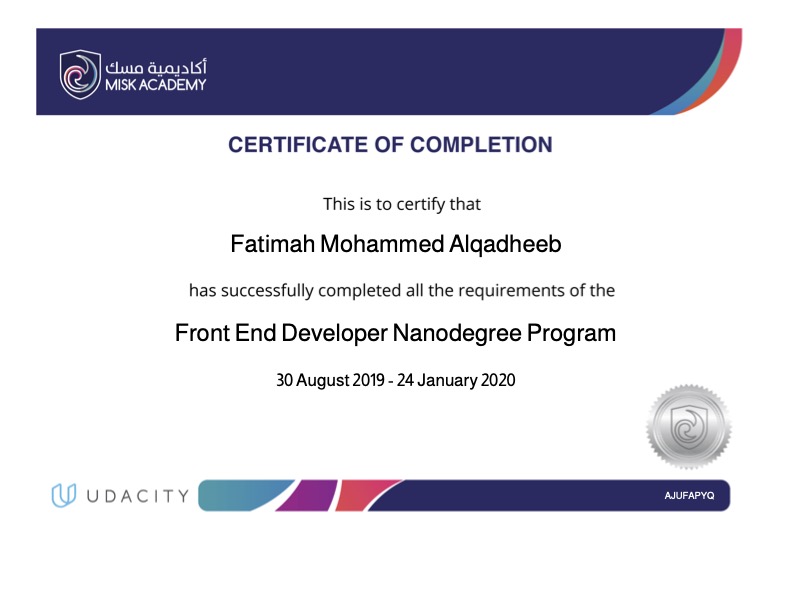 أكاديمية مسك
MISK ACADEMY
CERTIFICATE OF COMPLETION
This is to certify that
Fatimah Mohammed Alqadheeb
has successfully completed all the requirements of the
Front End Developer Nanodegree Program
30 August 2019 - 24 January 2020
UDACITY
AJUFAPYQ